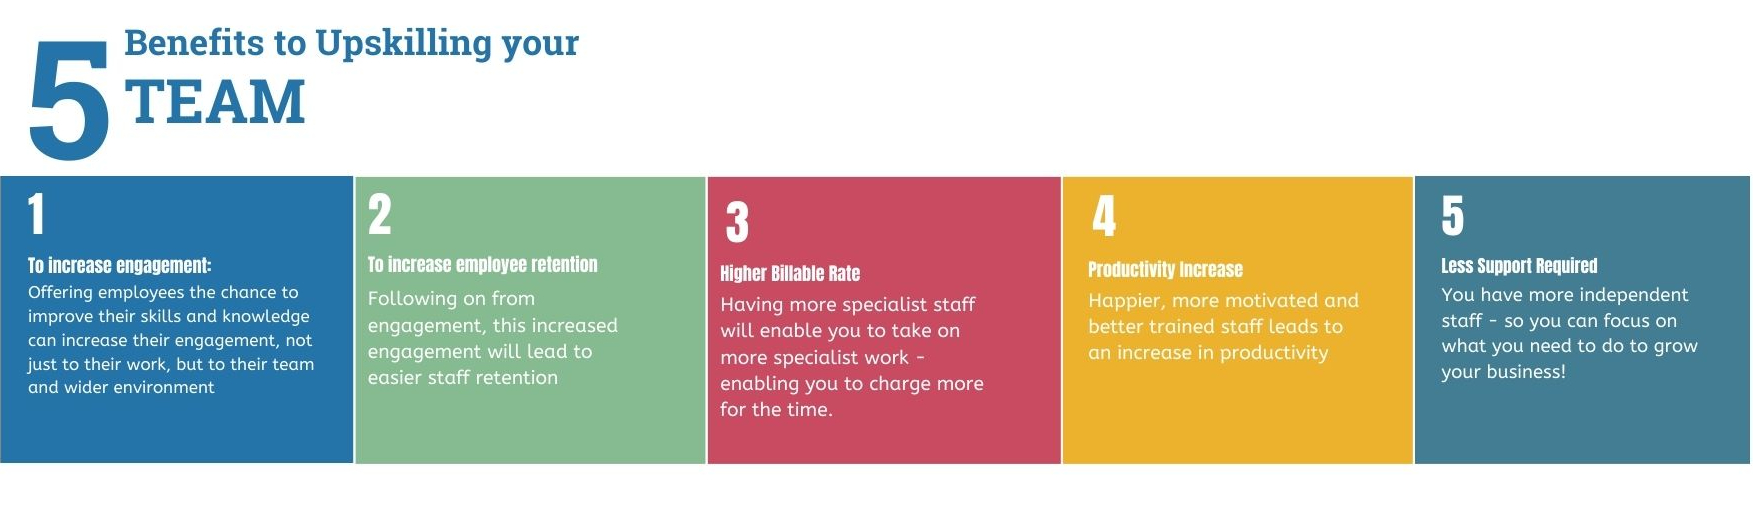 5 Benefits to Upskilling your
TEAM
1
To increase engagement:
Offering employees the chance to
improve their skills and knowledge
can increase their engagement, not
just to their work, but to their team
and wider environment
2
To increase employee retention
Following on from
engagement, this increased
engagement will lead to
easier staff retention
3
Higher Billable Rate
Having more specialist staff
will enable you to take on
more specialist work -
enabling you to charge more
for the time.
4
Productivity Increase
Happier, more motivated and
better trained staff leads to
an increase in productivity
5
Less Support Required
You have more independent
staff - so you can focus on
what you need to do to grow
your business!